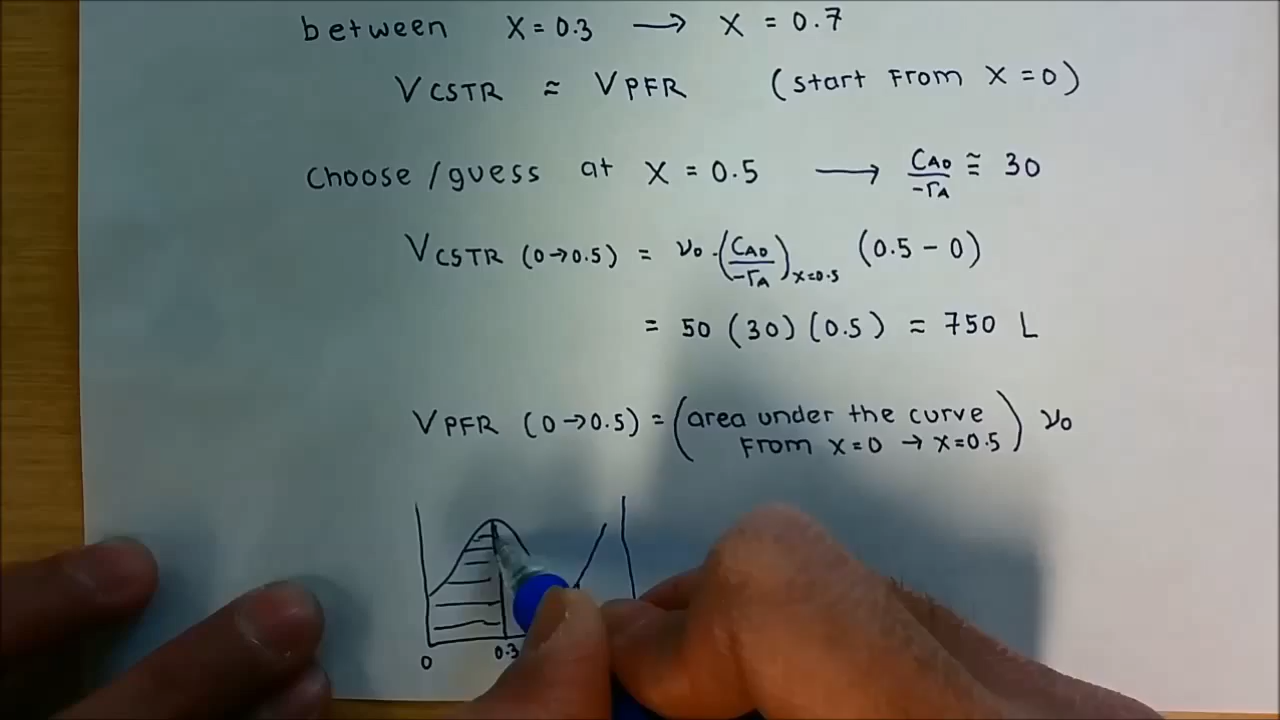 between X = 0.3 → X = 0.7
VCSTR ≈ VPFR (start from X = 0)
Choose/guess at X = 0.5 → CA0/-rA ≅ 30
VCSTR (0→0.5) = ν0 · (CA0/-rA)X=0.5 (0.5 - 0)
= 50 (30) (0.5) ≈ 750 L
VPFR (0→0.5) = (area under the curve
from X=0 → X=0.5) ν0
0 0.3